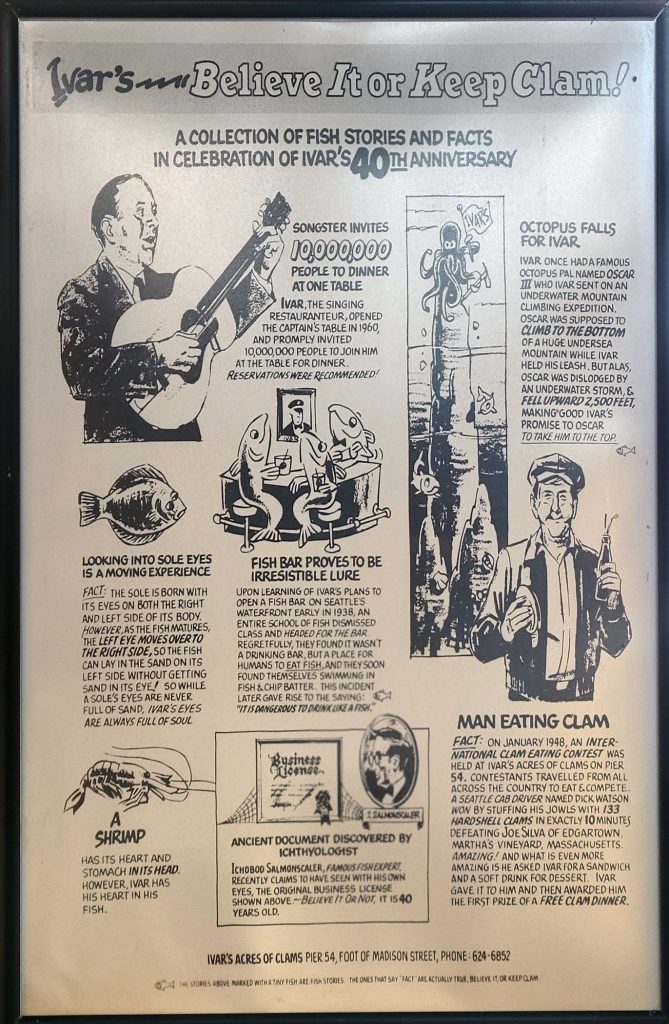 Ivar's Believe It or Keep Clam!
A COLLECTION OF FISH STORIES AND FACTS
IN CELEBRATION OF IVAR'S 40TH ANNIVERSARY
SONGSTER INVITES
10,000,000
PEOPLE TO DINNER
AT ONE TABLE
IVAR, THE SINGING
RESTAURANTEUR, OPENED
THE CAPTAIN'S TABLE IN 1960,
AND PROMPLY INVITED
10,000,000 PEOPLE TO JOIN HIM
AT THE TABLE FOR DINNER.
RESERVATIONS WERE RECOMMENDED!
IVAR'S
OCTOPUS FALLS
FOR IVAR
IVAR ONCE HAD A FAMOUS
OCTOPUS PAL NAMED OSCAR
III WHO IVAR SENT ON AN
UNDERWATER MOUNTAIN
CLIMBING EXPEDITION.
OSCAR WAS SUPPOSED TO
CLIMB TO THE BOTTOM
OF A HUGE UNDERSEA
MOUNTAIN WHILE IVAR
HELD HIS LEASH, BUT ALAS,
OSCAR WAS DISLODGED BY
AN UNDERWATER STORM, &
FELL UPWARD 2,500 FEET,
MAKING GOOD IVAR'S
PROMISE TO OSCAR
TO TAKE HIM TO THE TOP.
LOOKING INTO SOLE EYES
IS A MOVING EXPERIENCE
FACT: THE SOLE IS BORN WITH
ITS EYES ON BOTH THE RIGHT
AND LEFT SIDE OF ITS BODY.
HOWEVER, AS THE FISH MATURES,
THE LEFT EYE MOVES OVER TO
THE RIGHT SIDE, SO THE FISH
CAN LAY IN THE SAND ON ITS
LEFT SIDE WITHOUT GETTING
SAND IN ITS EYE! SO WHILE
A SOLE'S EYES ARE NEVER
FULL OF SAND, IVAR'S EYES
ARE ALWAYS FULL OF SOUL
FISH BAR PROVES TO BE
IRRESISTIBLE LURE
UPON LEARNING OF IVAR'S PLANS TO
OPEN A FISH BAR ON SEATTLE'S
WATERFRONT EARLY IN 1938, AN
ENTIRE SCHOOL OF FISH DISMISSED
CLASS AND HEADED FOR THE BAR.
REGRETFULLY, THEY FOUND IT WASN'T
A DRINKING BAR, BUT A PLACE FOR
HUMANS TO EAT FISH, AND THEY SOON
FOUND THEMSELVES SWIMMING IN
FISH & CHIP BATTER. THIS INCIDENT
LATER GAVE RISE TO THE SAYING:
"IT IS DANGEROUS TO DRINK LIKE A FISH."
MAN EATING CLAM
FACT: ON JANUARY 1948, AN INTER-
NATIONAL CLAM EATING CONTEST WAS
HELD AT IVAR'S ACRES OF CLAMS ON PIER
54. CONTESTANTS TRAVELLED FROM ALL
ACROSS THE COUNTRY TO EAT & COMPETE.
A SEATTLE CAB DRIVER NAMED DICK WATSON
WON BY STUFFING HIS JOWLS WITH 133
HARDSHELL CLAMS IN EXACTLY 10 MINUTES
DEFEATING JOE SILVA OF EDGARTOWN,
MARTHA'S VINEYARD, MASSACHUSETTS.
AMAZING! AND WHAT IS EVEN MORE
AMAZING IS HE ASKED IVAR FOR A SANDWICH
AND A SOFT DRINK FOR DESSERT. IVAR
GAVE IT TO HIM AND THEN AWARDED HIM
THE FIRST PRIZE OF A FREE CLAM DINNER.
A
SHRIMP
HAS ITS HEART AND
STOMACH IN ITS HEAD.
HOWEVER, IVAR HAS
HIS HEART IN HIS
FISH.
Business
License
I. SALMONSCALER
ANCIENT DOCUMENT DISCOVERED BY
ICHTHYOLOGIST
ICHOBOD SALMONSCALER, FAMOUS FISH EXPERT,
RECENTLY CLAIMS TO HAVE SEEN WITH HIS OWN
EYES, THE ORIGINAL BUSINESS LICENSE
SHOWN ABOVE ~ BELIEVE IT OR NOT, IT IS 40
YEARS OLD.
IVAR'S ACRES OF CLAMS PIER 54, FOOT OF MADISON STREET, PHONE: 624-6852
THE STORIES ABOVE MARKED WITH A TINY FISH ARE FISH STORIES. THE ONES THAT SAY "FACT" ARE ACTUALLY TRUE, BELIEVE IT, OR KEEP CLAM.